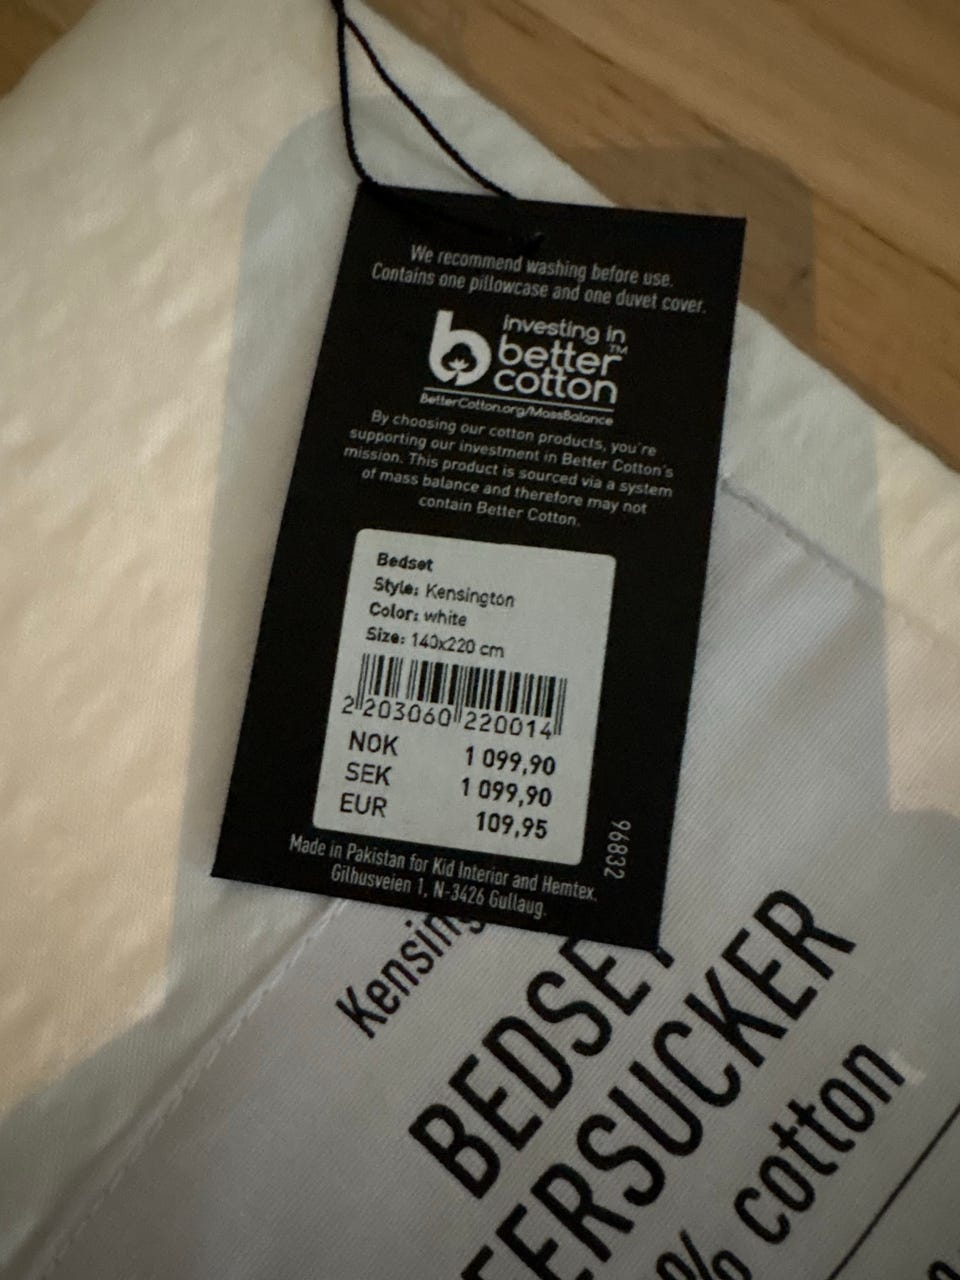 We recommend washing before use.
Contains one pillowcase and one duvet cover.
investing in
better™
cotton
BetterCotton.org/MassBalance
By choosing our cotton products, you're
supporting our investment in Better Cotton's
mission. This product is sourced via a system
of mass balance and therefore may not
contain Better Cotton.
Bedset
Style: Kensington
Color: white
Size: 140x220 cm
2 203060 220014
NOK 1 099,90
SEK 1 099,90
EUR 109,95
96832
Made in Pakistan for Kid Interior and Hemtex.
Gilhusveien 1, N-3426 Gullaug.
Kensing
BEDSET
ERSUCKER
% cotton